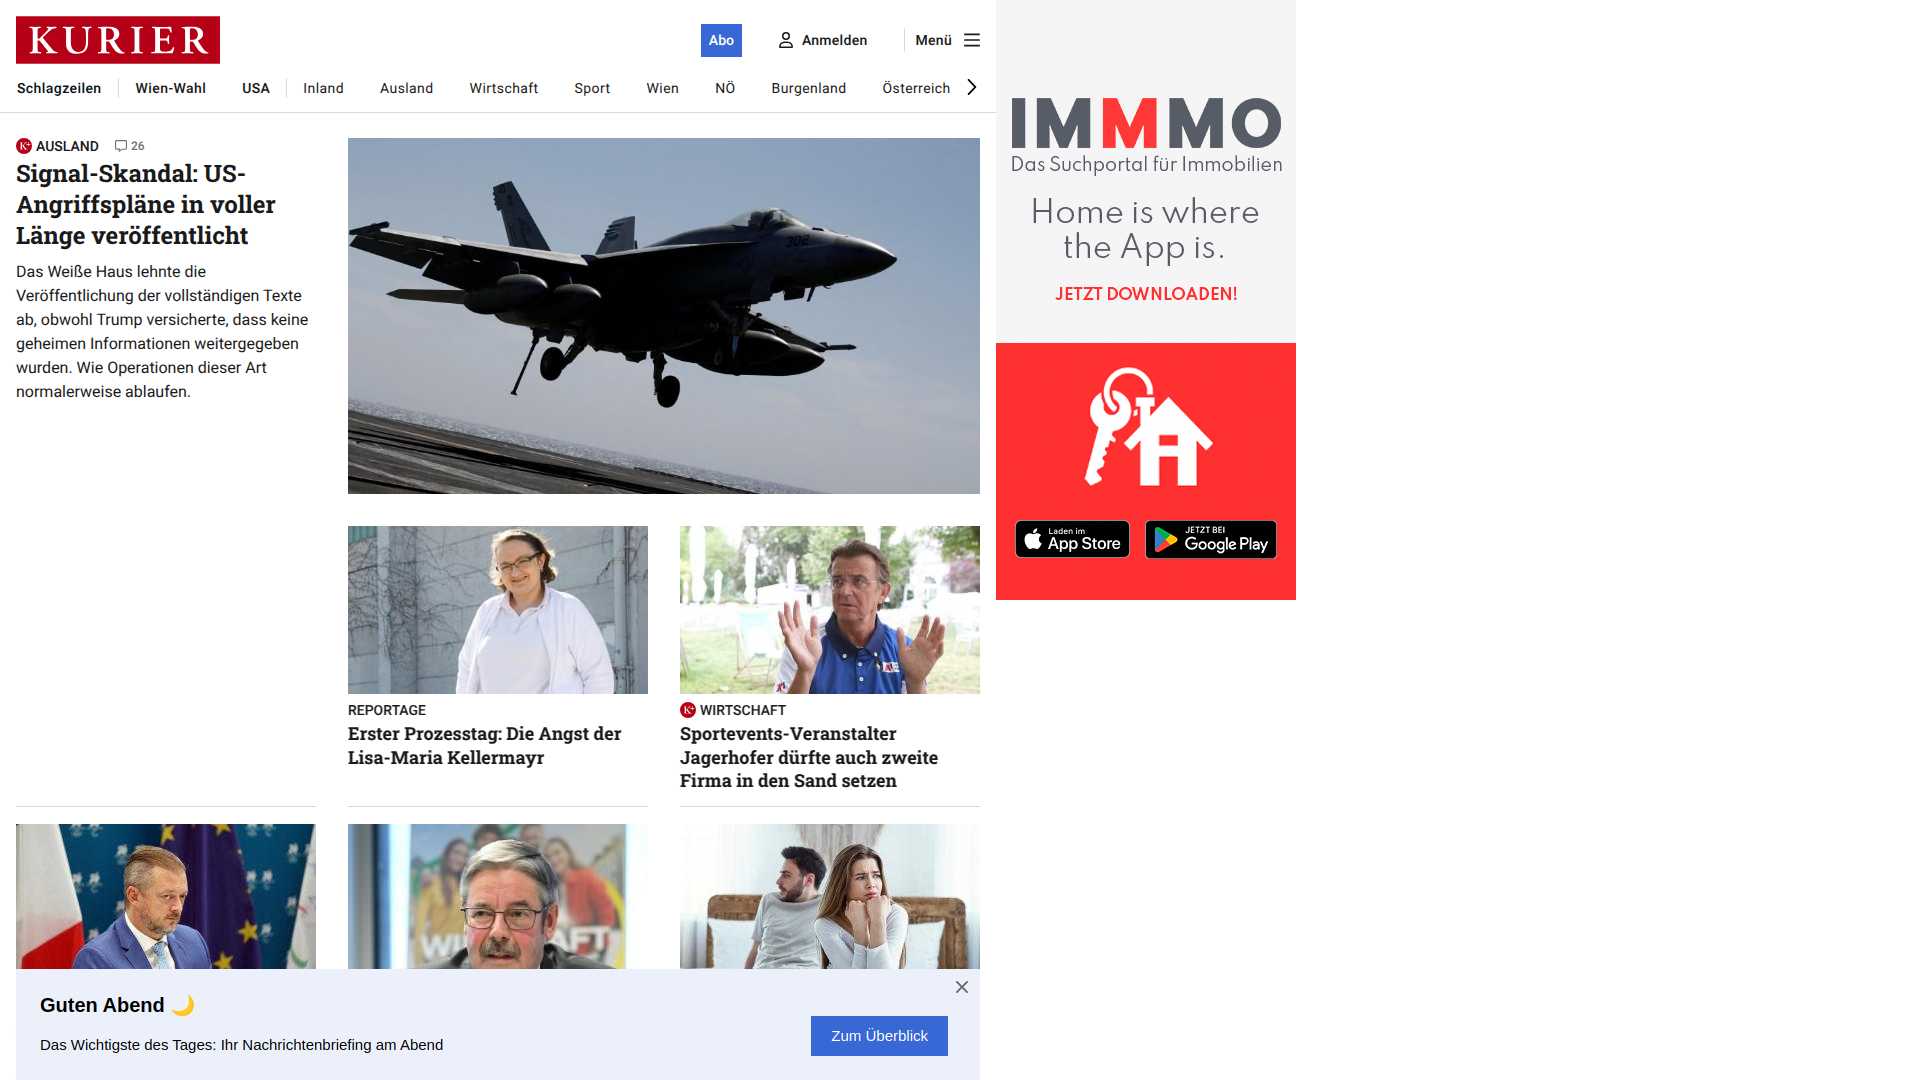 KURIER
Abo
Anmelden
Menü
Schlagzeilen
Wien-Wahl
USA
Inland
Ausland
Wirtschaft
Sport
Wien
NÖ
Burgenland
Österreich
K+ AUSLAND
26
Signal-Skandal: US-
Angriffspläne in voller
Länge veröffentlicht
Das Weiße Haus lehnte die
Veröffentlichung der vollständigen Texte
ab, obwohl Trump versicherte, dass keine
geheimen Informationen weitergegeben
wurden. Wie Operationen dieser Art
normalerweise ablaufen.
302
REPORTAGE
Erster Prozesstag: Die Angst der
Lisa-Maria Kellermayr
K+ WIRTSCHAFT
Sportevents-Veranstalter
Jagerhofer dürfte auch zweite
Firma in den Sand setzen
Guten Abend 🌙
Das Wichtigste des Tages: Ihr Nachrichtenbriefing am Abend
Zum Überblick
IMMMO
Das Suchportal für Immobilien
Home is where
the App is.
JETZT DOWNLOADEN!
Laden im
App Store
JETZT BEI
Google Play